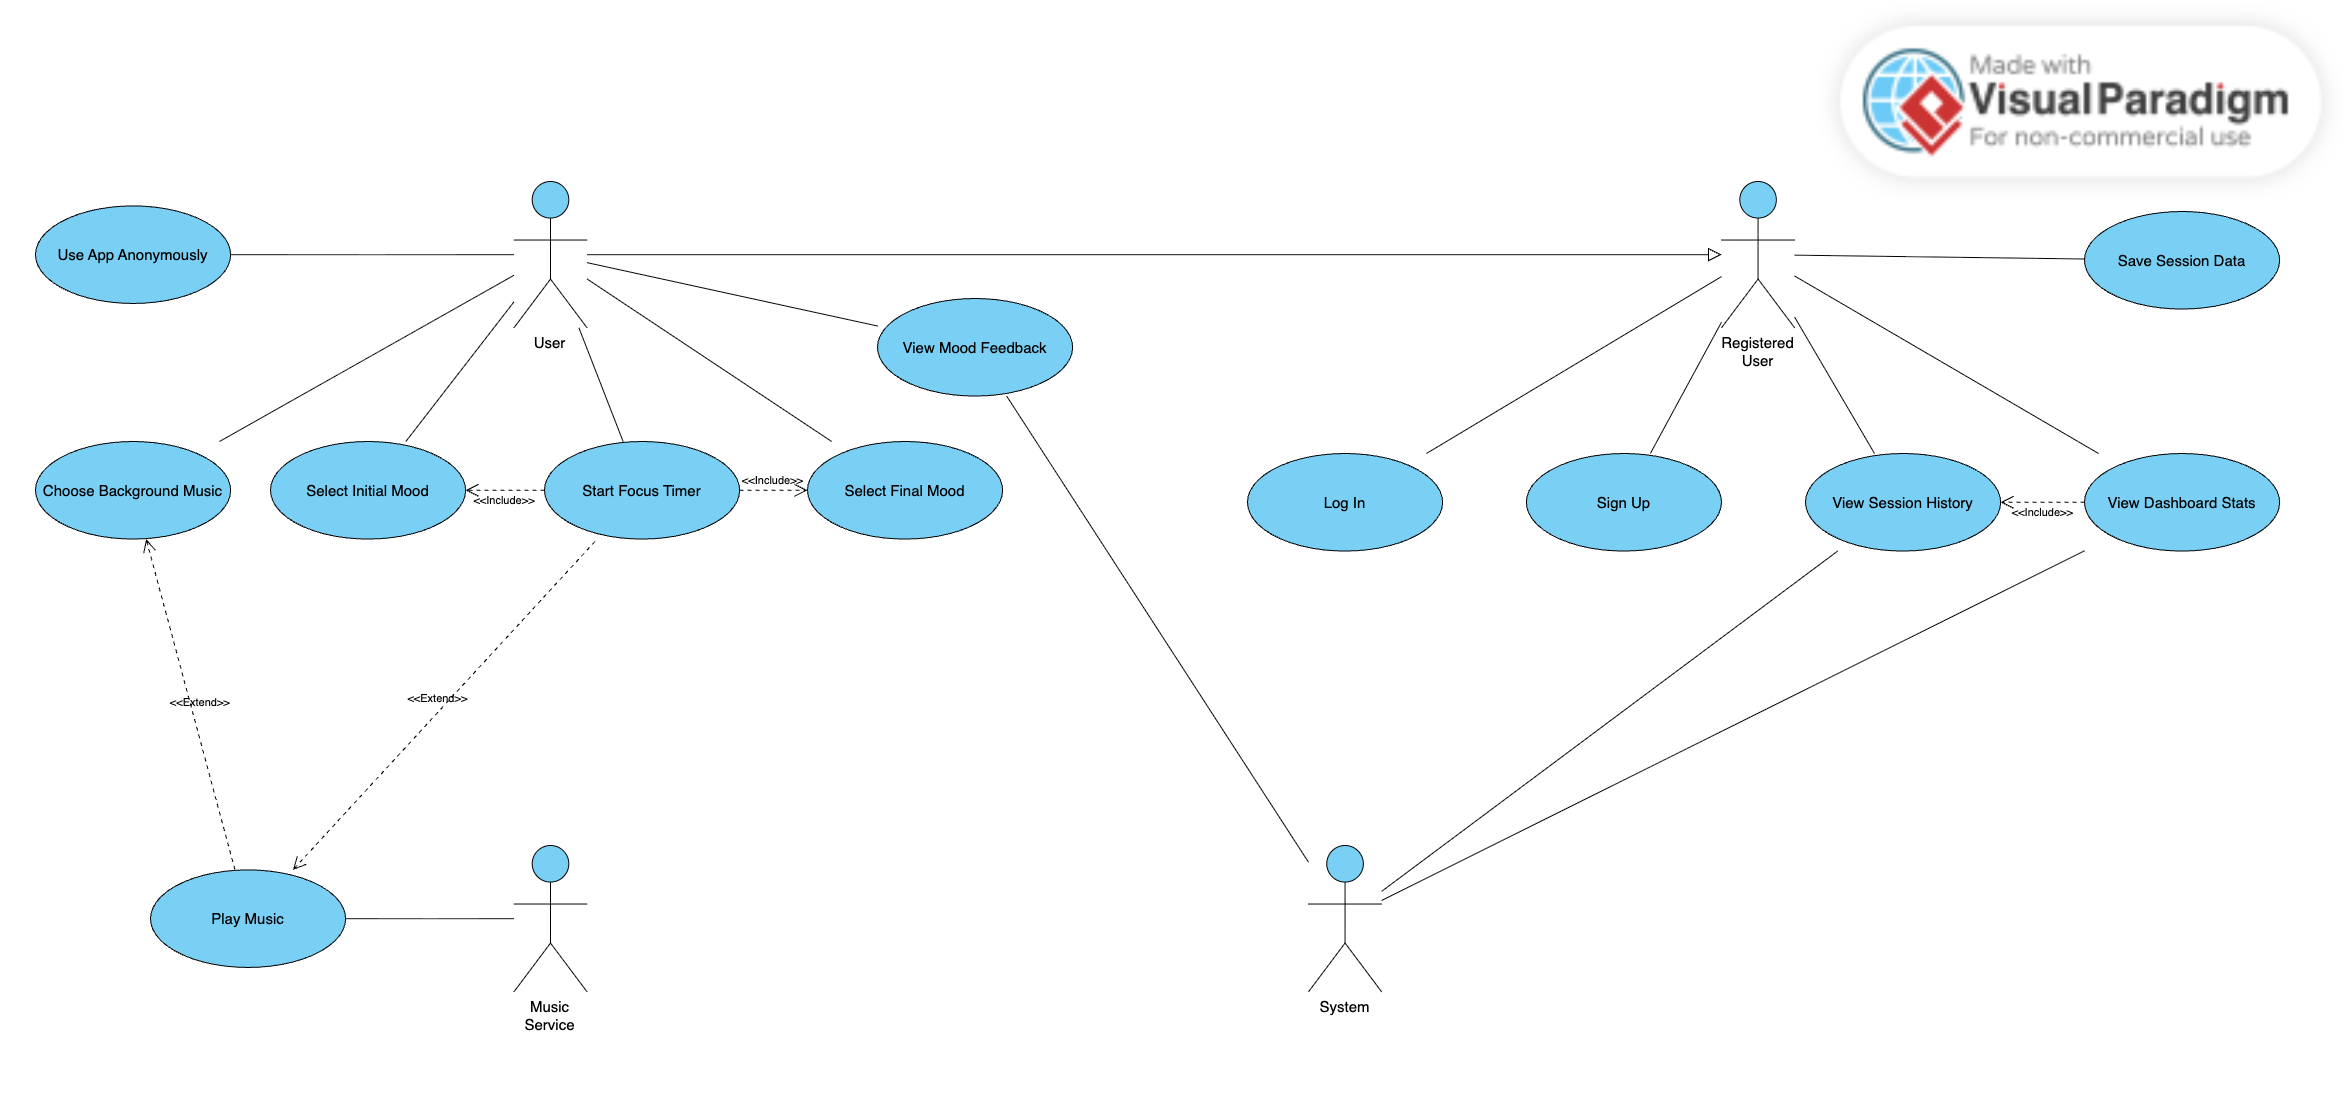 Made with
Visual Paradigm
For non-commercial use
Use App Anonymously
Save Session Data
User
View Mood Feedback
Registered
User
Choose Background Music
Select Initial Mood
<<Include>>
Start Focus Timer
<<Include>>
Select Final Mood
Log In
Sign Up
View Session History
<<Include>>
View Dashboard Stats
<<Extend>>
<<Extend>>
Play Music
Music
Service
System